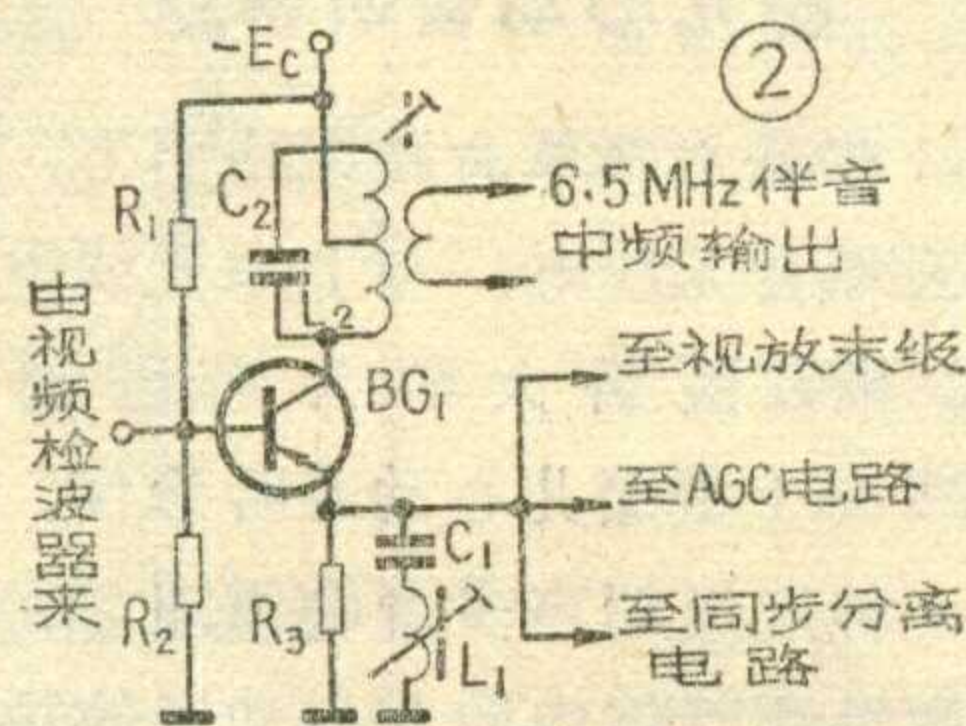 ②
-Ec
R₁
C₂
6.5MHz伴音
中频输出
由视频检波器来
L₂
BG₁
至视放末级
至AGC电路
C₁
R₂
R₃
L₁
至同步分离
电路